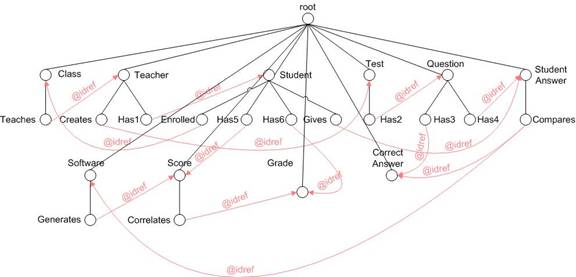 root
Class
Teacher
Student
Test
Question
Student
Answer
@idref
@idref
@idref
@idref
@idref
Teaches
Creates
Has1
Enrolled
Has5
Has6
Gives
Has2
Has3
Has4
Compares
@idref
@idref
@idref
@idref
@idref
Software
Score
Grade
Correct
Answer
@idref
@idref
@idref
@idref
Generates
Correlates
@idref